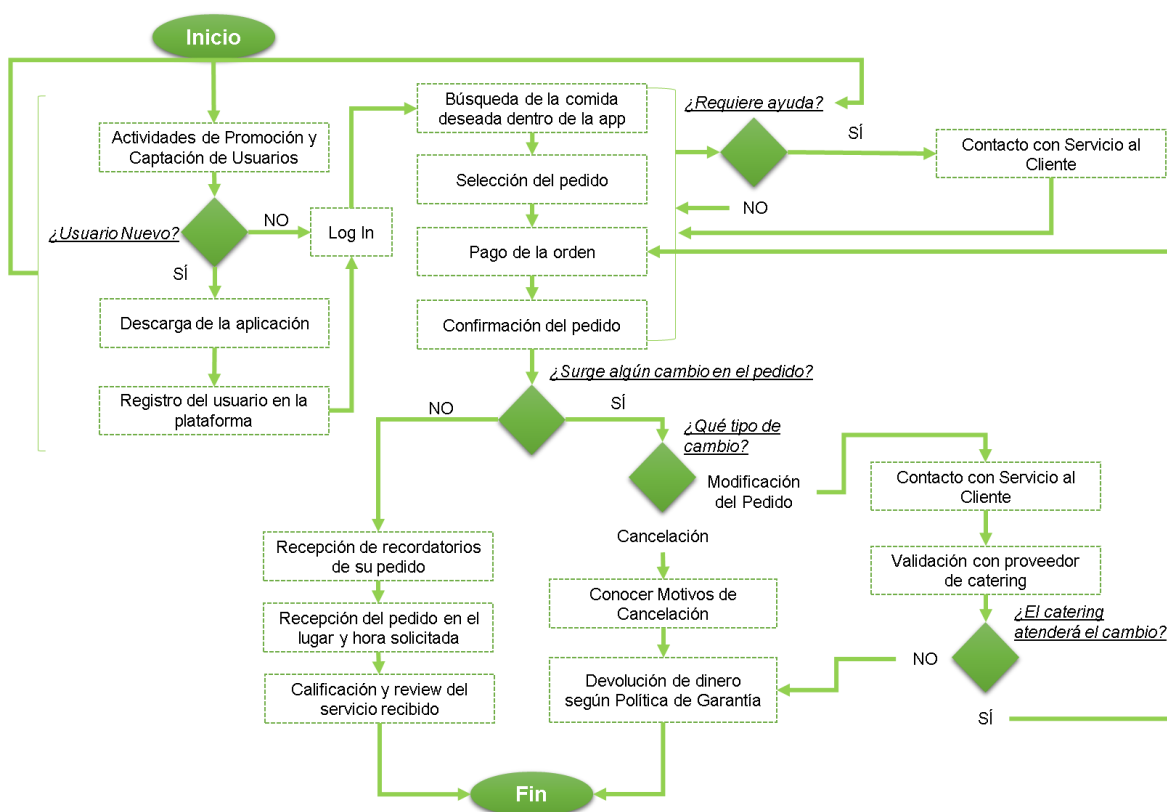 Inicio
Actividades de Promoción y
Captación de Usuarios
¿Usuario Nuevo?
NO
SÍ
Log In
Descarga de la aplicación
Registro del usuario en la
plataforma
Búsqueda de la comida
deseada dentro de la app
Selección del pedido
Pago de la orden
Confirmación del pedido
¿Requiere ayuda?
SÍ
NO
Contacto con Servicio al
Cliente
¿Surge algún cambio en el pedido?
NO
SÍ
¿Qué tipo de
cambio?
Modificación
del Pedido
Cancelación
Recepción de recordatorios
de su pedido
Recepción del pedido en el
lugar y hora solicitada
Calificación y review del
servicio recibido
Conocer Motivos de
Cancelación
Devolución de dinero
según Política de Garantía
Contacto con Servicio al
Cliente
Validación con proveedor
de catering
¿El catering
atenderá el cambio?
NO
SÍ
Fin